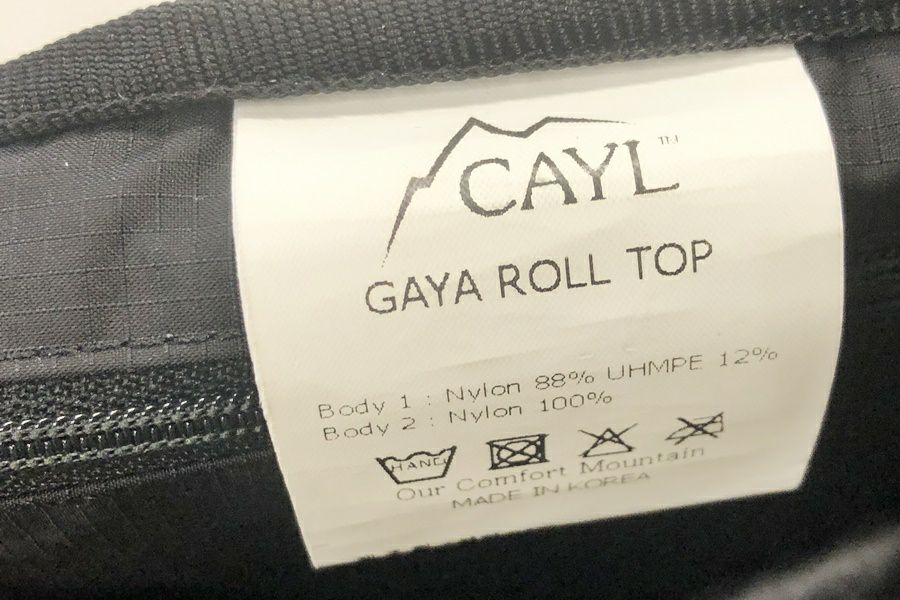 CAYL™
GAYA ROLL TOP
Body 1 : Nylon 88% UHMPE 12%
Body 2 : Nylon 100%
HAND
Our Comfort Mountain
MADE IN KOREA